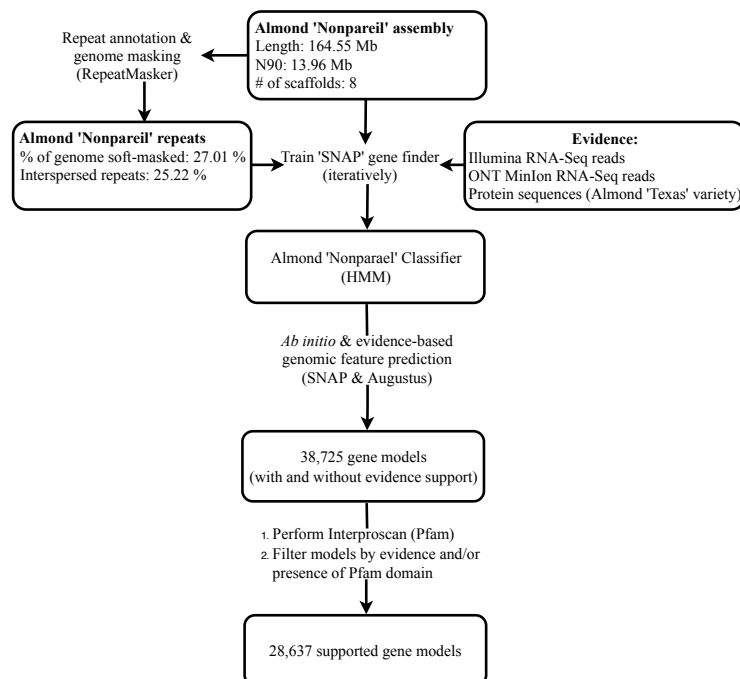 Almond 'Nonpareil' assembly
Length: 164.55 Mb
N90: 13.96 Mb
# of scaffolds: 8
Repeat annotation &
genome masking
(RepeatMasker)
Almond 'Nonpareil' repeats
% of genome soft-masked: 27.01 %
Interspersed repeats: 25.22 %
Train 'SNAP' gene finder
(iteratively)
Evidence:
Illumina RNA-Seq reads
ONT MinIon RNA-Seq reads
Protein sequences (Almond 'Texas' variety)
Almond 'Nonparael' Classifier
(HMM)
Ab initio & evidence-based
genomic feature prediction
(SNAP & Augustus)
38,725 gene models
(with and without evidence support)
1. Perform Interproscan (Pfam)
2. Filter models by evidence and/or
presence of Pfam domain
28,637 supported gene models